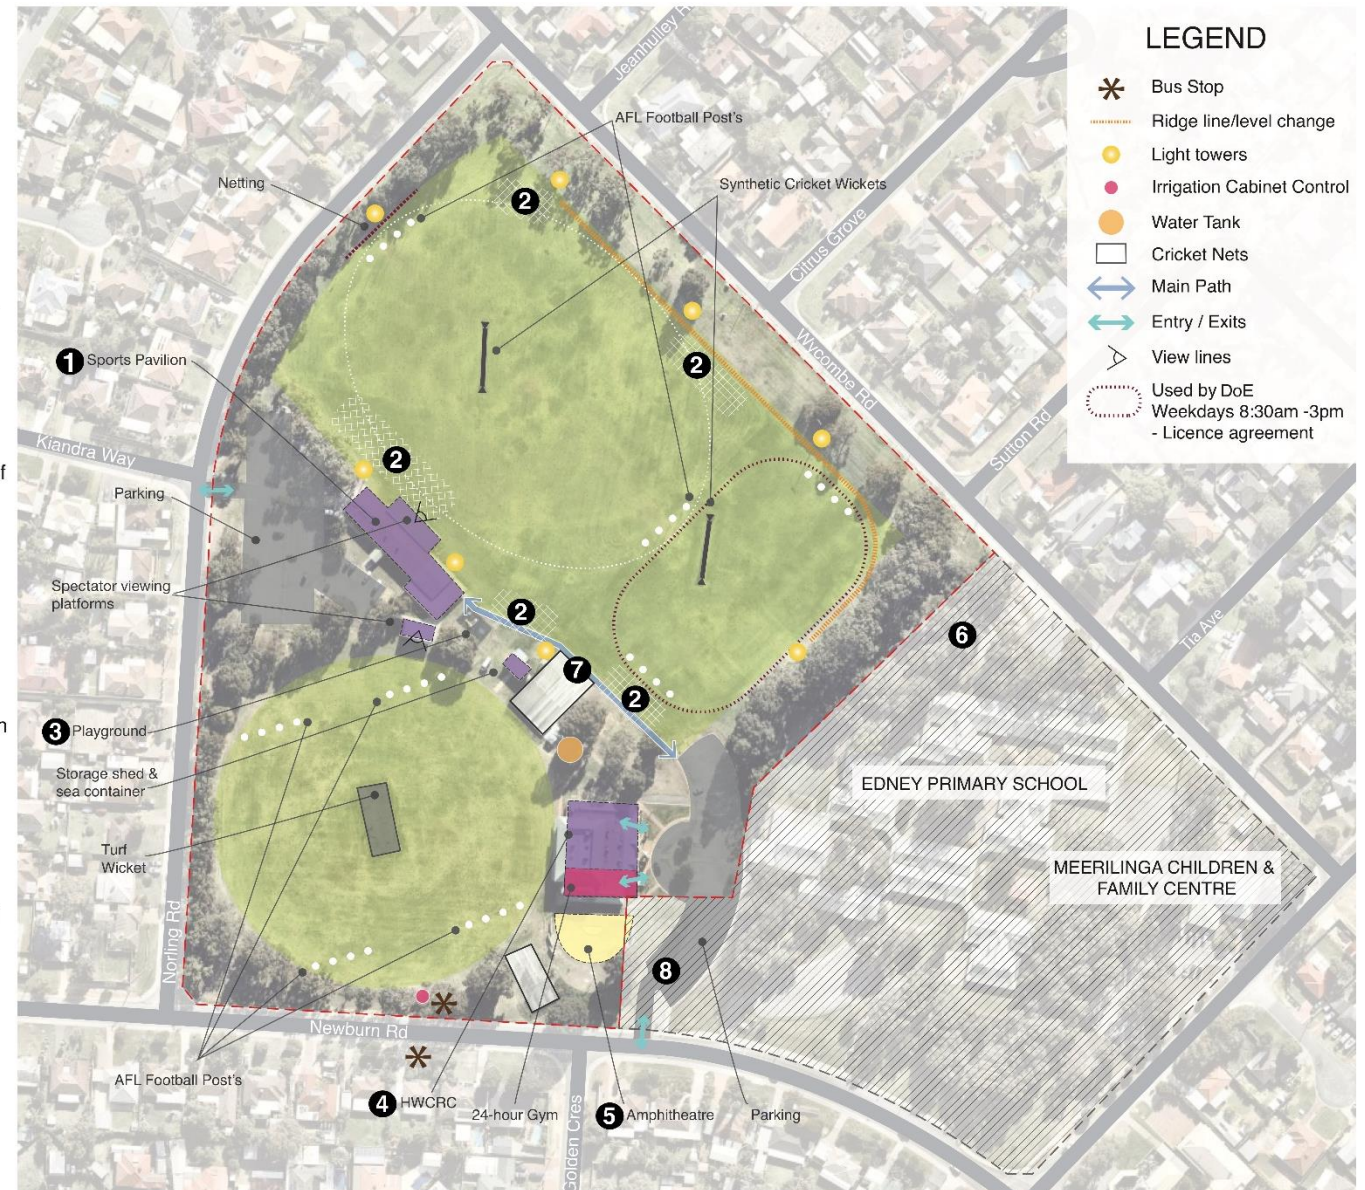 Jeanhulley R
LEGEND
Bus Stop
Ridge line/level change
Light towers
Irrigation Cabinet Control
Water Tank
Cricket Nets
Main Path
Entry / Exits
View lines
Used by DoE
Weekdays 8:30am -3pm
- Licence agreement
AFL Football Post's
Netting
Synthetic Cricket Wickets
2
Citrus Grove
Wycombe Rd
1 Sports Pavilion
2
Kiandra Way
2
Sutton Rd
f
Parking
Spectator viewing
platforms
2
6
Tia Ave
7
2
n
3 Playground
Storage shed &
sea container
EDNEY PRIMARY SCHOOL
Turf
Wicket
MEERILINGA CHILDREN &
FAMILY CENTRE
Norling Rd
8
Newburn Rd
AFL Football Post's
4 HWCRC
24-hour Gym
5 Amphitheatre
Parking
Golden Cres